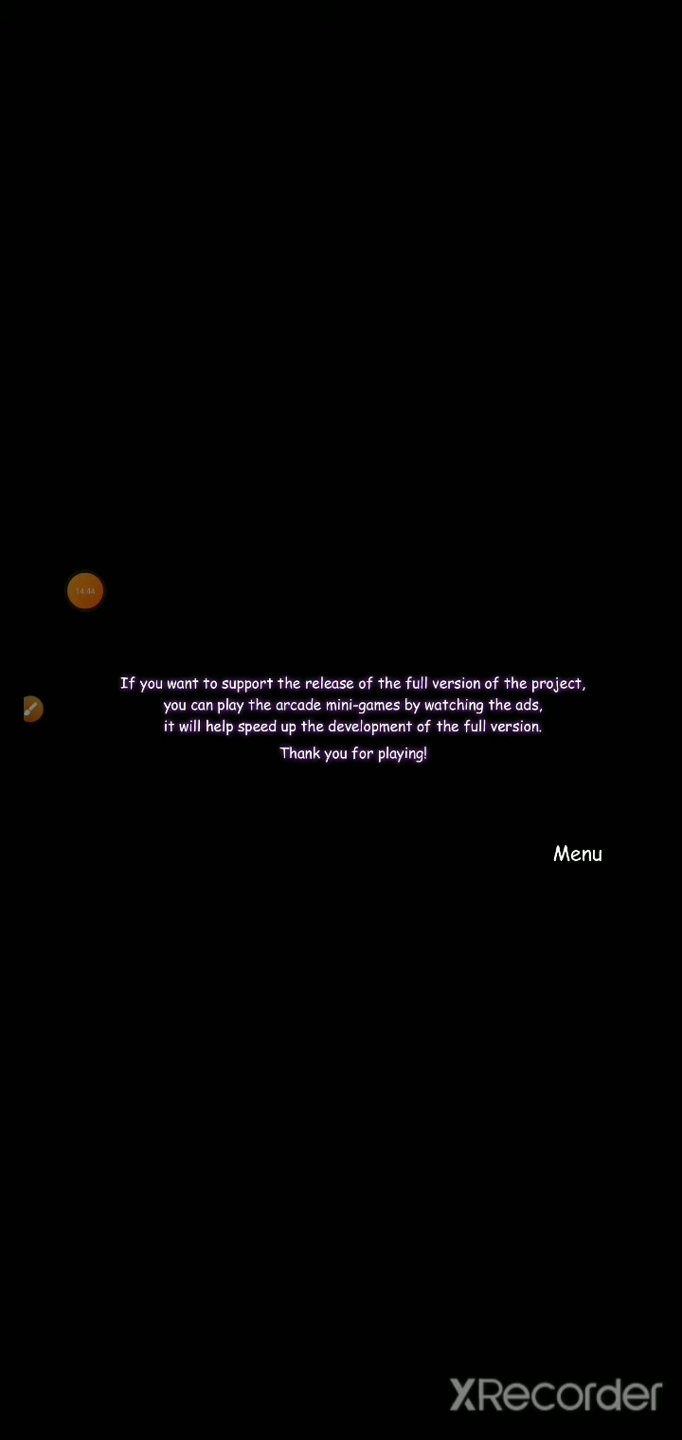 14:44
If you want to support the release of the full version of the project,
you can play the arcade mini-games by watching the ads,
it will help speed up the development of the full version.
Thank you for playing!
Menu
XRecorder